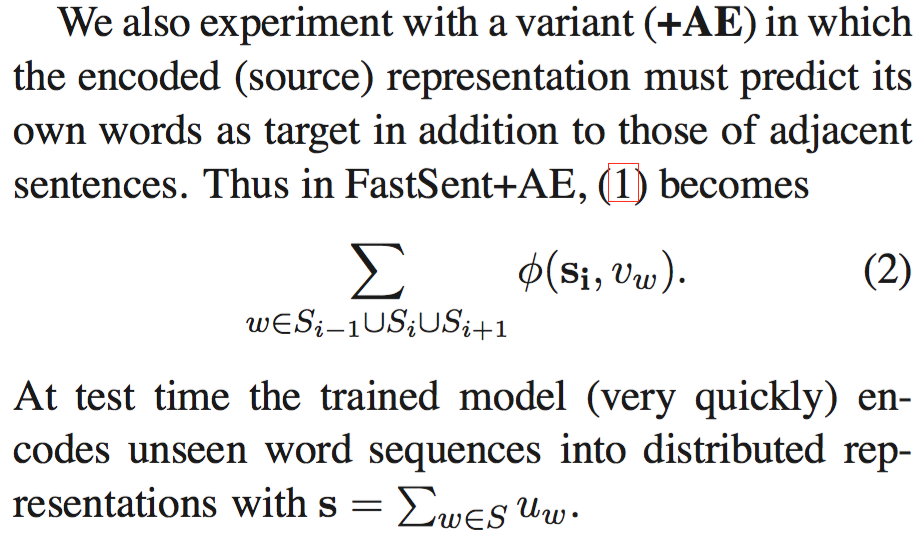 We also experiment with a variant (+AE) in which
the encoded (source) representation must predict its
own words as target in addition to those of adjacent
sentences. Thus in FastSent+AE, (1) becomes
∑ ϕ(sᵢ, v_w). (2)
w∈S_{i−1}∪S_i∪S_{i+1}
At test time the trained model (very quickly) en-
codes unseen word sequences into distributed rep-
resentations with s = ∑_{w∈S} u_w.